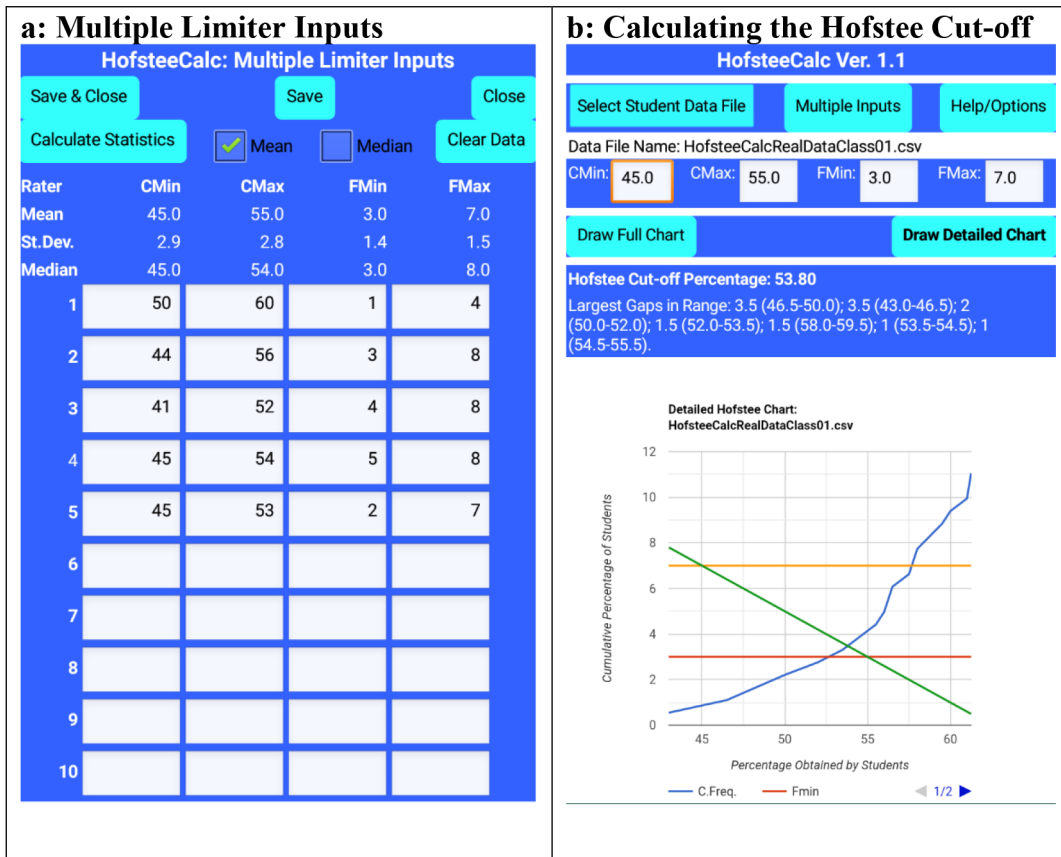 a: Multiple Limiter Inputs
HofsteeCalc: Multiple Limiter Inputs
Save & Close Save Close
Calculate Statistics Mean Median Clear Data
Rater CMin CMax FMin FMax
Mean 45.0 55.0 3.0 7.0
St.Dev. 2.9 2.8 1.4 1.5
Median 45.0 54.0 3.0 8.0
1 50 60 1 4
2 44 56 3 8
3 41 52 4 8
4 45 54 5 8
5 45 53 2 7
6
7
8
9
10
b: Calculating the Hofstee Cut-off
HofsteeCalc Ver. 1.1
Select Student Data File Multiple Inputs Help/Options
Data File Name: HofsteeCalcRealDataClass01.csv
CMin: 45.0 CMax: 55.0 FMin: 3.0 FMax: 7.0
Draw Full Chart Draw Detailed Chart
Hofstee Cut-off Percentage: 53.80
Largest Gaps in Range: 3.5 (46.5-50.0); 3.5 (43.0-46.5); 2
(50.0-52.0); 1.5 (52.0-53.5); 1.5 (58.0-59.5); 1 (53.5-54.5); 1
(54.5-55.5).
Detailed Hofstee Chart:
HofsteeCalcRealDataClass01.csv
Cumulative Percentage of Students
12
10
8
6
4
2
0
45 50 55 60
Percentage Obtained by Students
C.Freq. Fmin 1/2